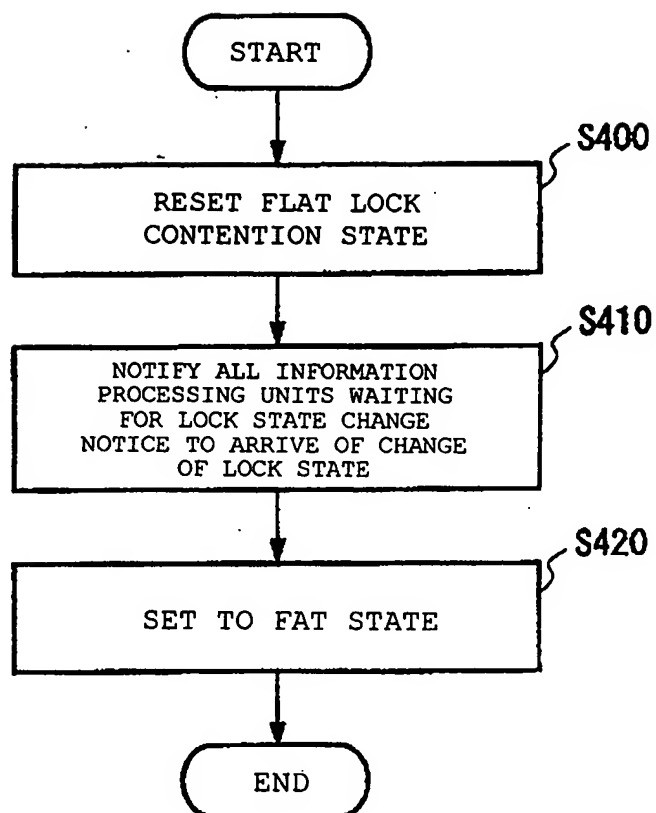 START
S400
RESET FLAT LOCK
CONTENTION STATE
S410
NOTIFY ALL INFORMATION
PROCESSING UNITS WAITING
FOR LOCK STATE CHANGE
NOTICE TO ARRIVE OF CHANGE
OF LOCK STATE
S420
SET TO FAT STATE
END